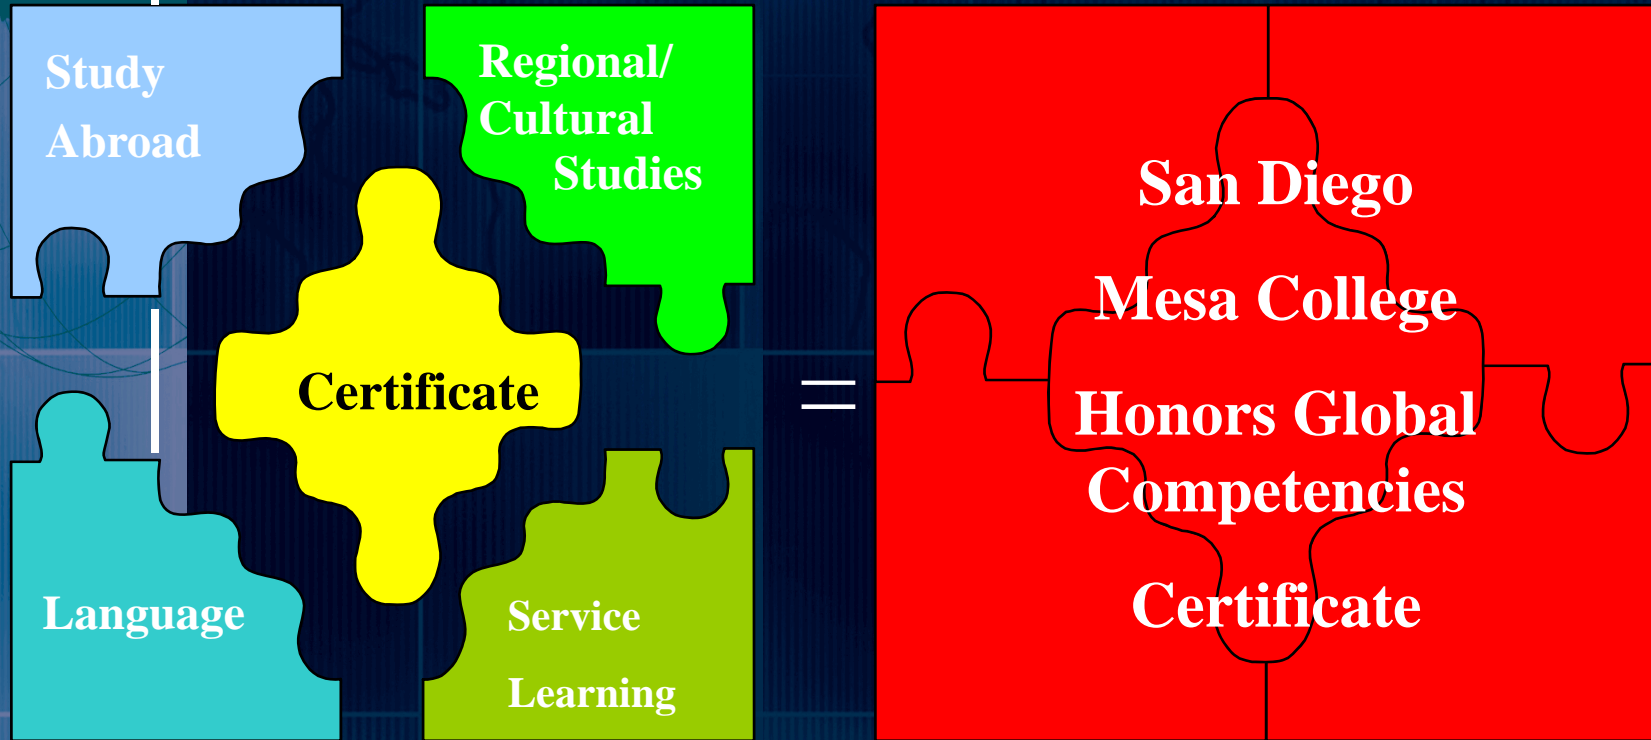 Study
Abroad
Regional/
Cultural
Studies
Certificate
Language
Service
Learning
=
San Diego
Mesa College
Honors Global
Competencies
Certificate